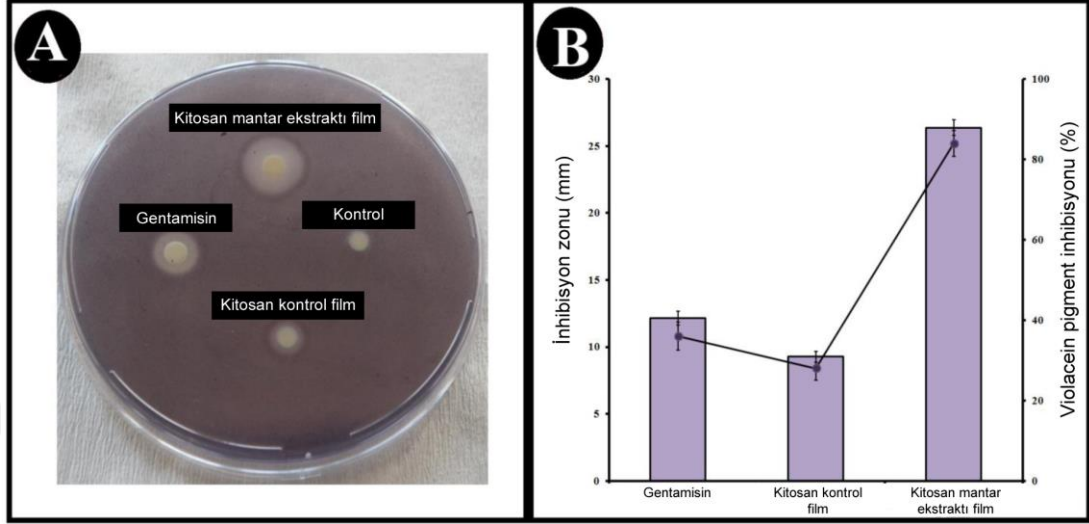 A
Kitosan mantar ekstraktı film
Gentamisin
Kontrol
Kitosan kontrol film
B
İnhibisyon zonu (mm)
30
25
20
15
10
5
0
100
80
60
40
20
0
Violacein pigment inhibisyonu (%)
Gentamisin
Kitosan kontrol
film
Kitosan mantar
ekstraktı film